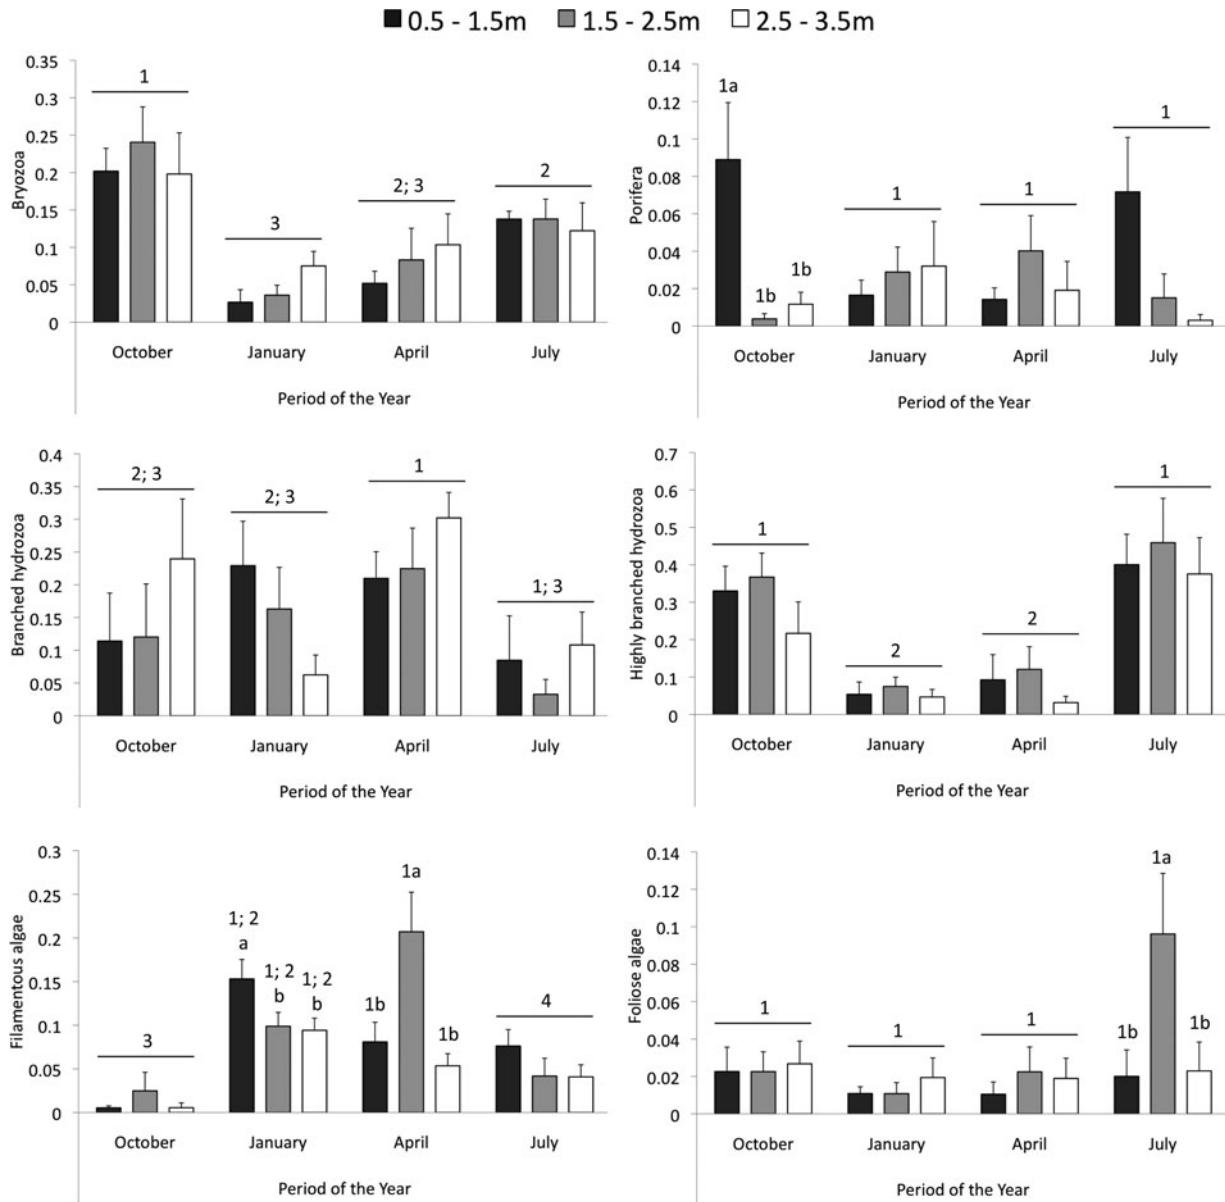 0.5 - 1.5m 1.5 - 2.5m 2.5 - 3.5m
Bryozoa
0.35
0.3
0.25
0.2
0.15
0.1
0.05
0
1
3
2; 3
2
October January April July
Period of the Year
Porifera
0.14
0.12
0.1
0.08
0.06
0.04
0.02
0
1a
1b
1b
1
1
1
October January April July
Period of the Year
Branched hydrozoa
0.4
0.35
0.3
0.25
0.2
0.15
0.1
0.05
0
2; 3
2; 3
1
1; 3
October January April July
Period of the Year
Highly branched hydrozoa
0.7
0.6
0.5
0.4
0.3
0.2
0.1
0
1
2
2
1
October January April July
Period of the Year
Filamentous algae
0.3
0.25
0.2
0.15
0.1
0.05
0
3
1; 2
a
1; 2
b
1; 2
b
1b
1a
1b
4
October January April July
Period of the Year
Foliose algae
0.14
0.12
0.1
0.08
0.06
0.04
0.02
0
1
1
1
1b
1a
1b
October January April July
Period of the Year